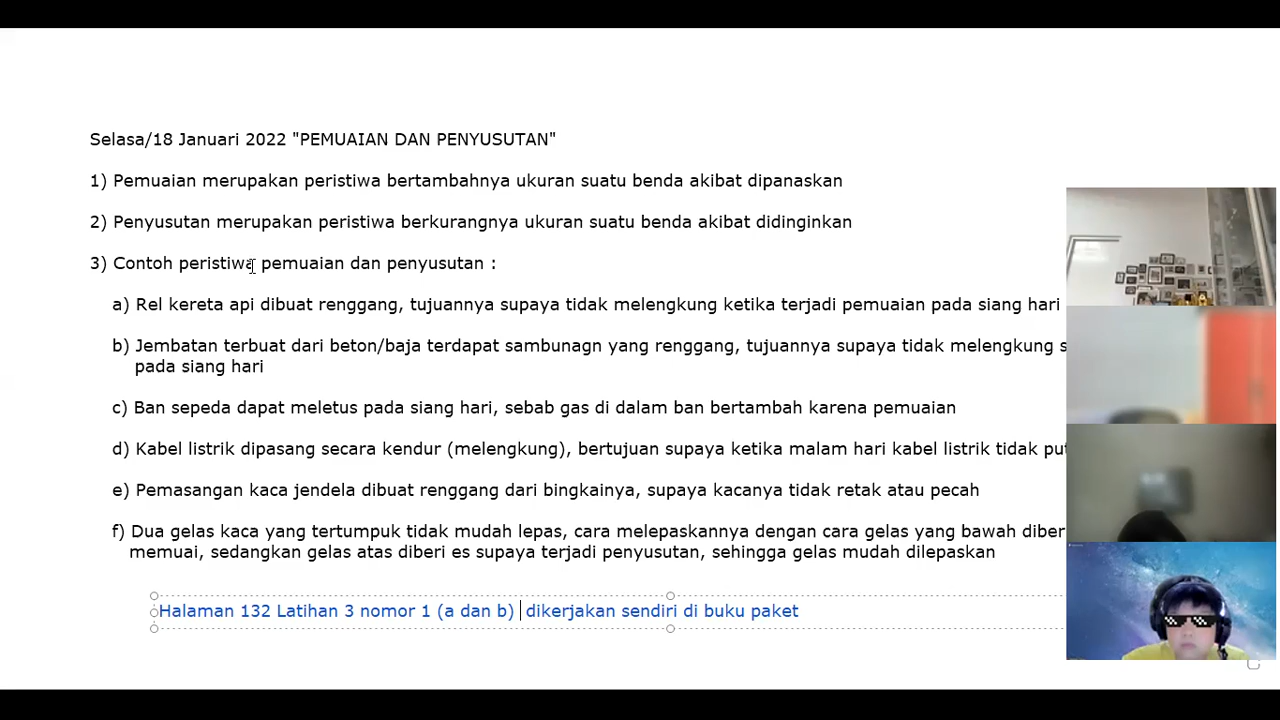 Selasa/18 Januari 2022 "PEMUAIAN DAN PENYUSUTAN"
1) Pemuaian merupakan peristiwa bertambahnya ukuran suatu benda akibat dipanaskan
2) Penyusutan merupakan peristiwa berkurangnya ukuran suatu benda akibat didinginkan
3) Contoh peristiwa pemuaian dan penyusutan :
a) Rel kereta api dibuat renggang, tujuannya supaya tidak melengkung ketika terjadi pemuaian pada siang hari
b) Jembatan terbuat dari beton/baja terdapat sambunagn yang renggang, tujuannya supaya tidak melengkung
pada siang hari
c) Ban sepeda dapat meletus pada siang hari, sebab gas di dalam ban bertambah karena pemuaian
d) Kabel listrik dipasang secara kendur (melengkung), bertujuan supaya ketika malam hari kabel listrik tidak
e) Pemasangan kaca jendela dibuat renggang dari bingkainya, supaya kacanya tidak retak atau pecah
f) Dua gelas kaca yang tertumpuk tidak mudah lepas, cara melepaskannya dengan cara gelas yang bawah
memuai, sedangkan gelas atas diberi es supaya terjadi penyusutan, sehingga gelas mudah dilepaskan
Halaman 132 Latihan 3 nomor 1 (a dan b) dikerjakan sendiri di buku paket